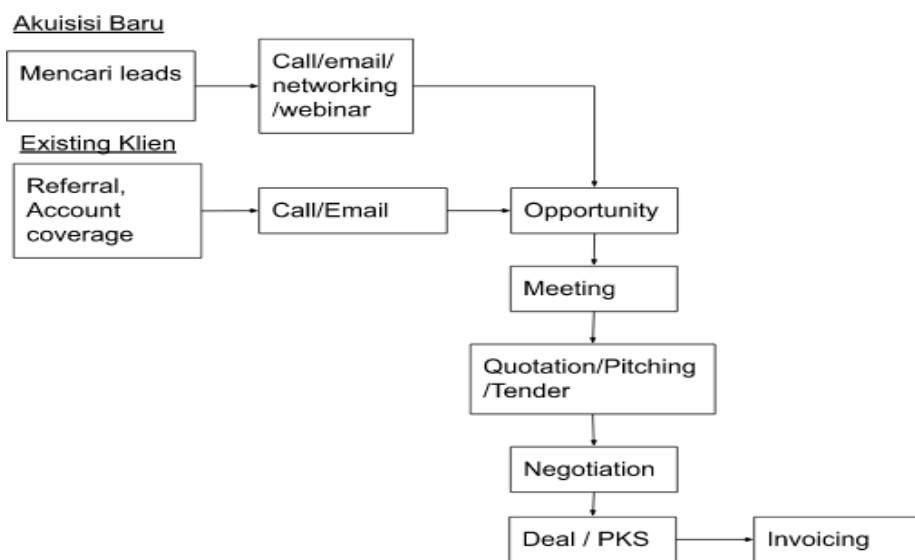 Akuisisi Baru
Mencari leads
Call/email/
networking
/webinar
Existing Klien
Referral,
Account
coverage
Call/Email
Opportunity
Meeting
Quotation/Pitching
/Tender
Negotiation
Deal / PKS
Invoicing